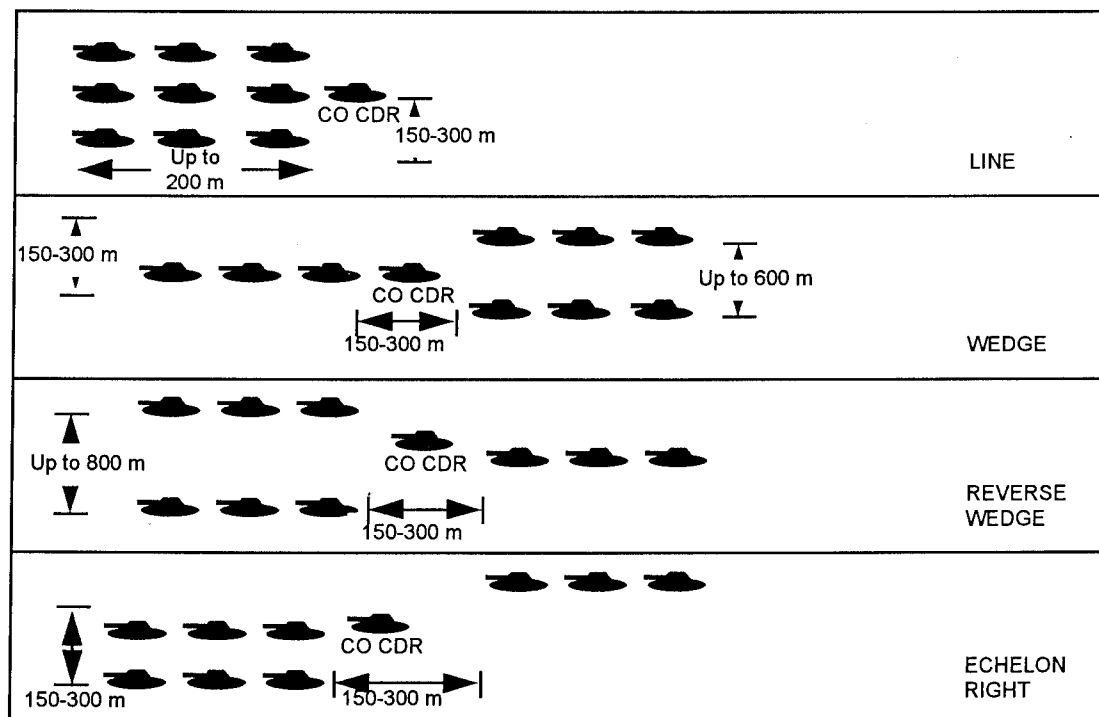 CO CDR
150-300 m
Up to
200 m
LINE
150-300 m
CO CDR
Up to 600 m
150-300 m
WEDGE
Up to 800 m
CO CDR
150-300 m
REVERSE
WEDGE
CO CDR
150-300 m
150-300 m
ECHELON
RIGHT